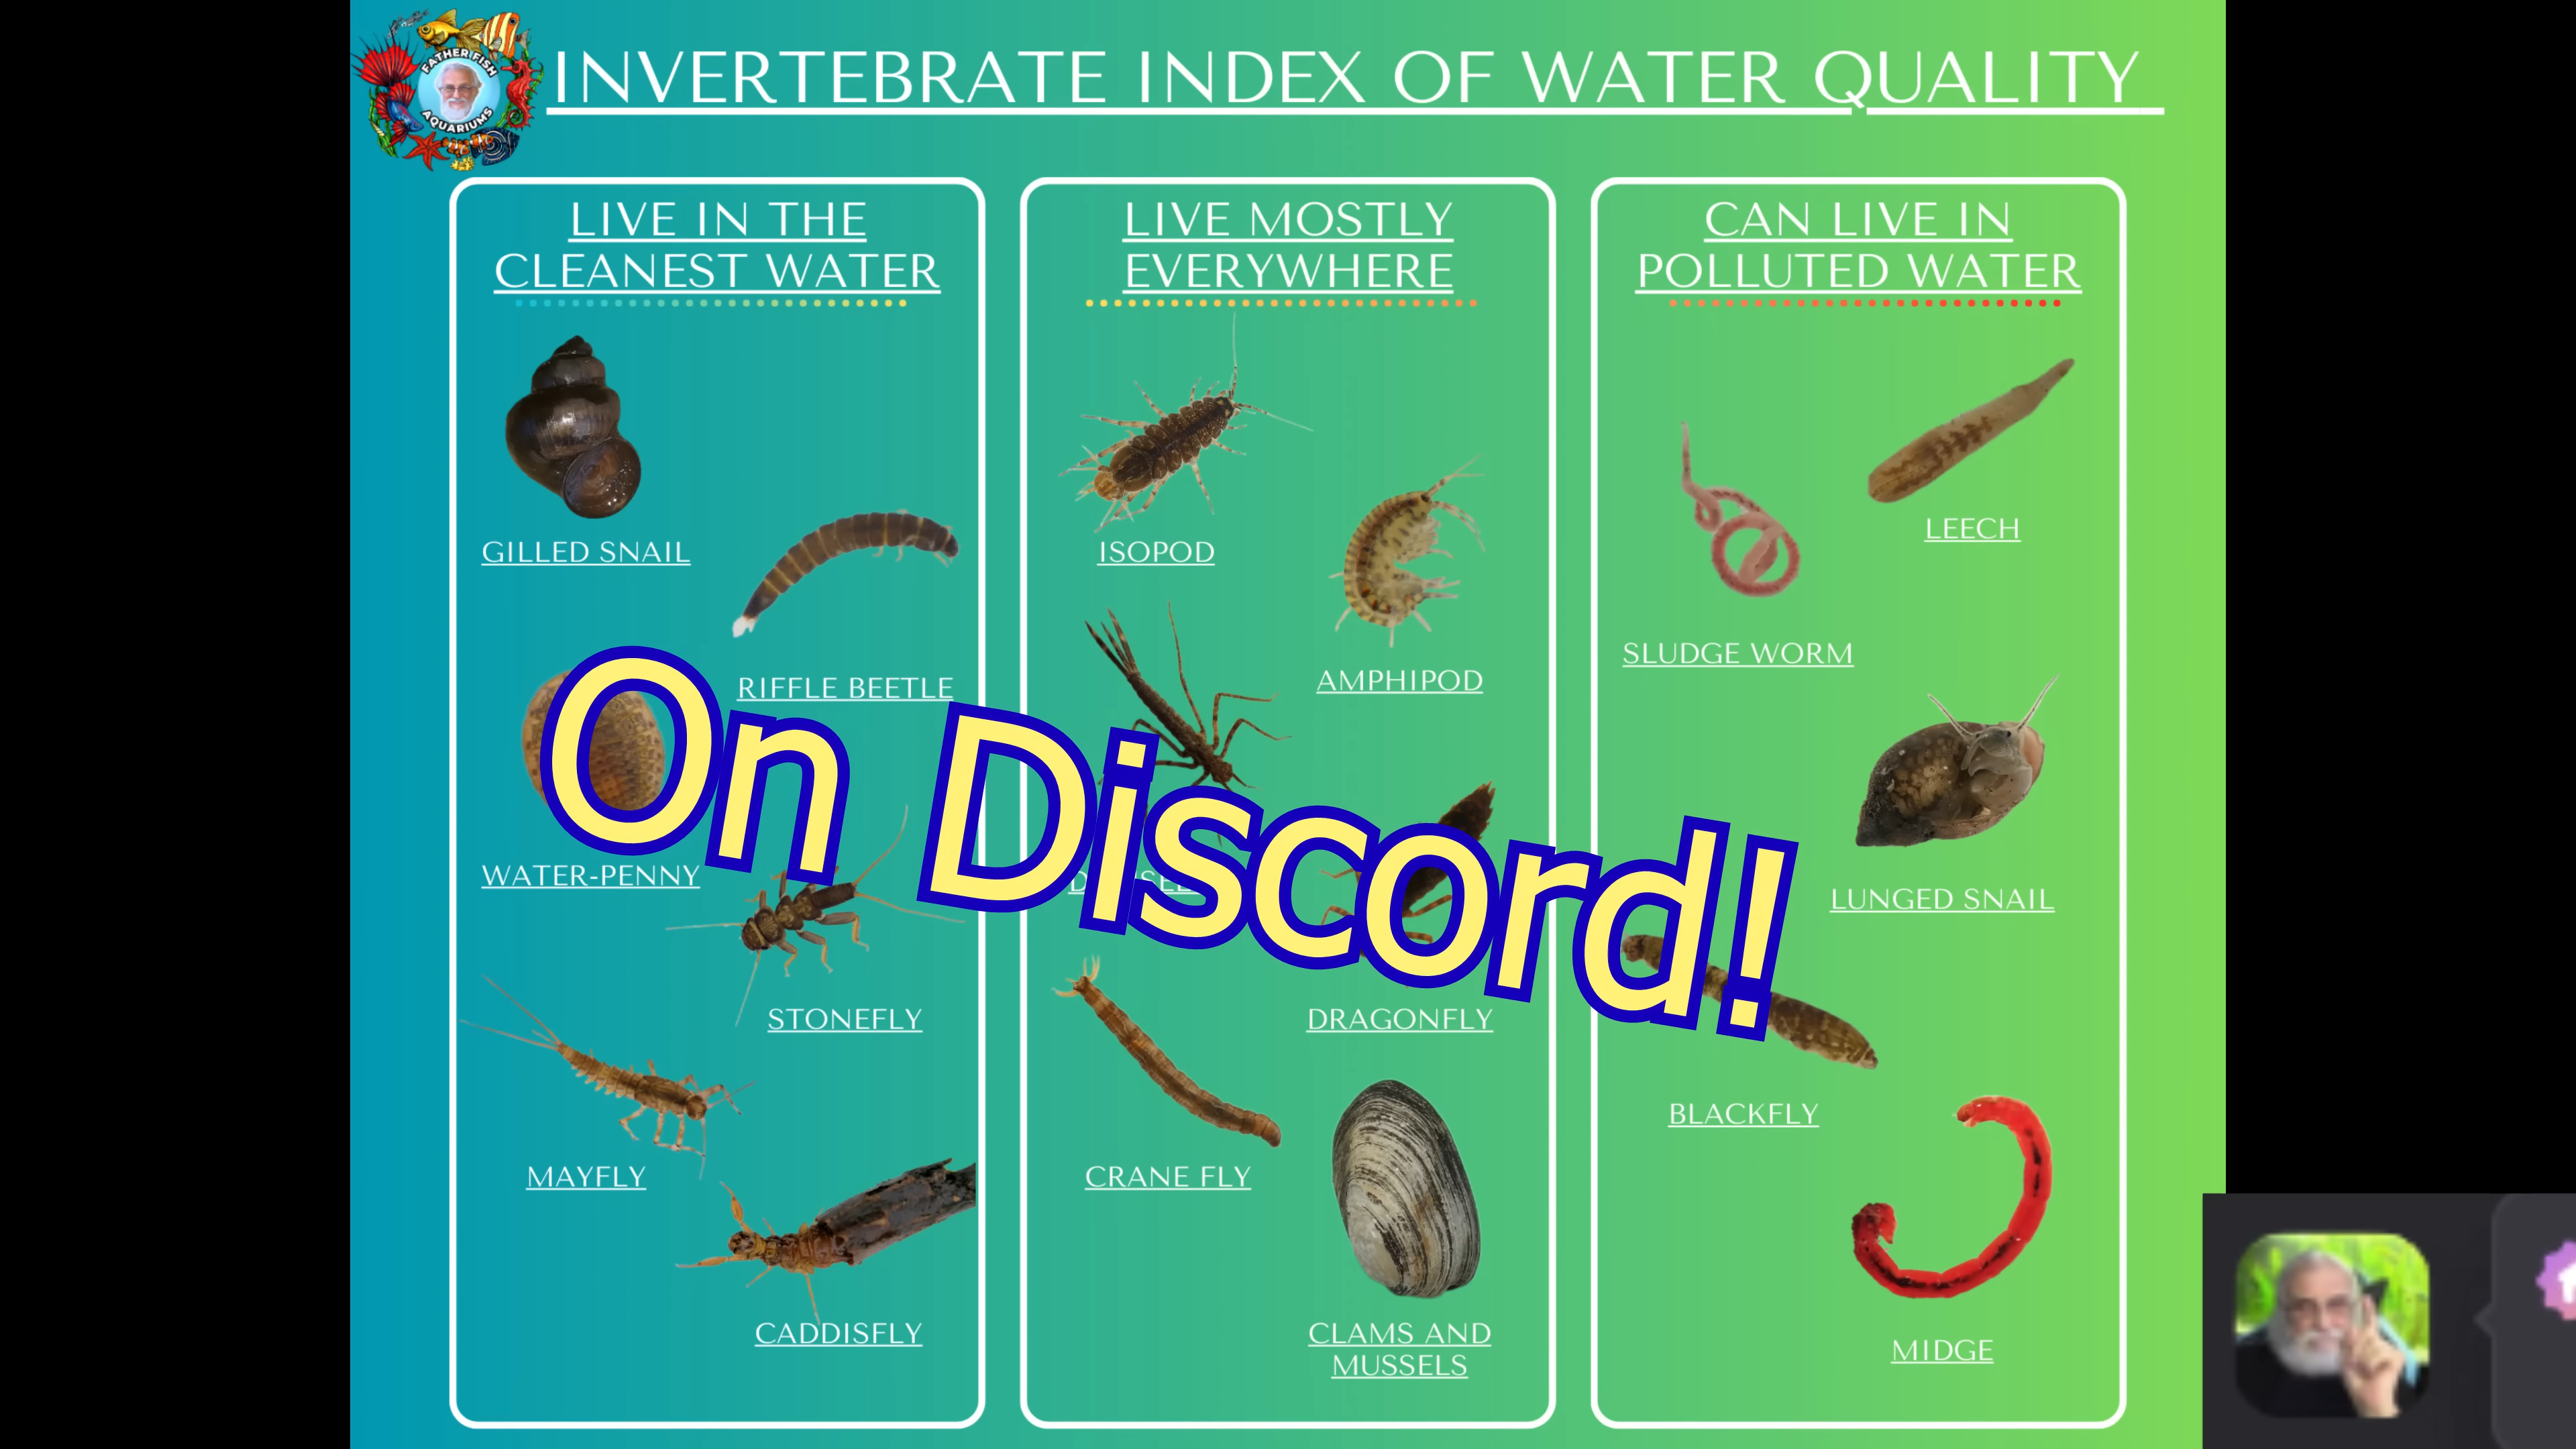 FATHER FISH
AQUARIUMS
INVERTEBRATE INDEX OF WATER QUALITY
LIVE IN THE
CLEANEST WATER
GILLED SNAIL
RIFFLE BEETLE
WATER-PENNY
STONEFLY
MAYFLY
CADDISFLY
LIVE MOSTLY
EVERYWHERE
ISOPOD
AMPHIPOD
DRAGONFLY
CRANE FLY
CLAMS AND
MUSSELS
CAN LIVE IN
POLLUTED WATER
LEECH
SLUDGE WORM
LUNGED SNAIL
BLACKFLY
MIDGE
On Discord!